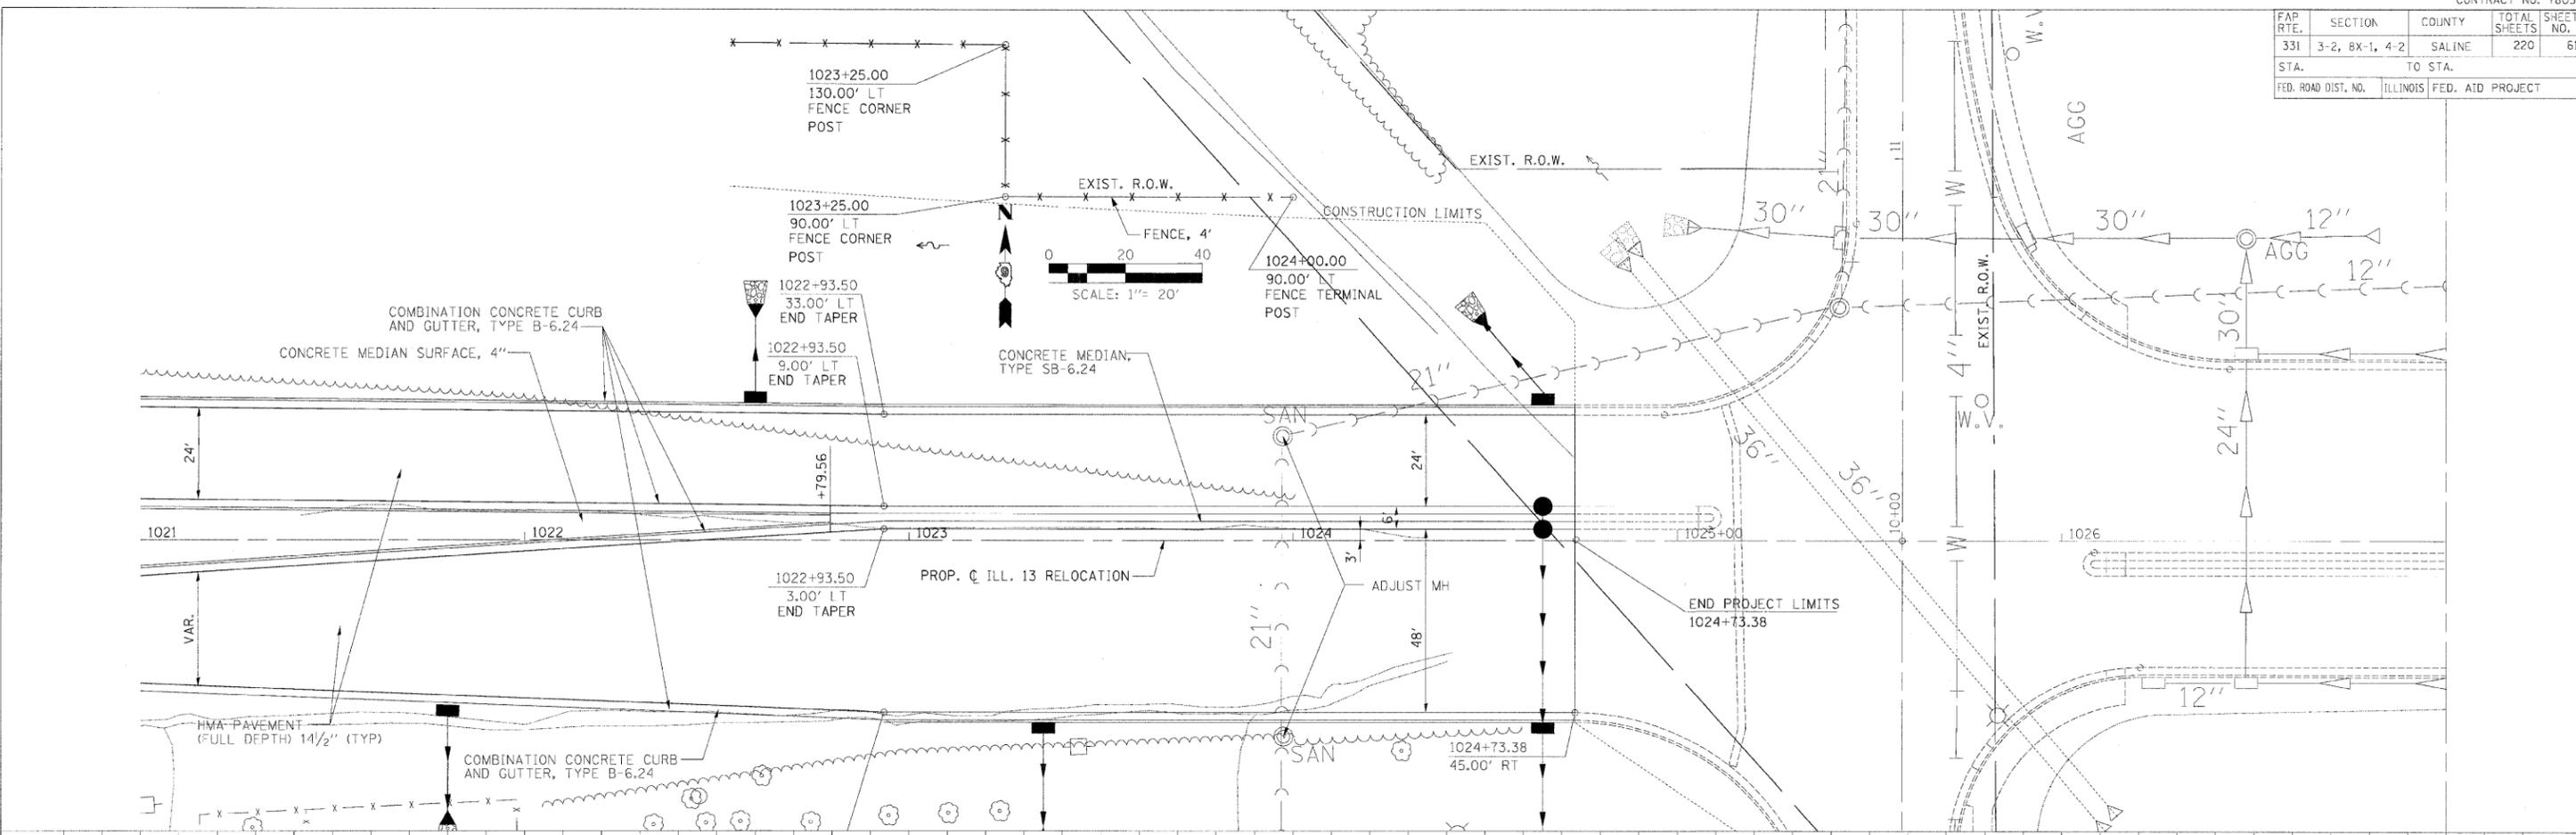 FAP RTE.
SECTION
COUNTY
TOTAL SHEETS
331
3-2, 8X-1, 4-2
SALINE
220
STA.
TO STA.
FED. ROAD DIST. NO.
ILLINOIS
FED. AID PROJECT
1023+25.00
130.00' LT
FENCE CORNER
POST
1023+25.00
90.00' LT
FENCE CORNER
POST
EXIST. R.O.W.
FENCE, 4'
N
0 20 40
SCALE: 1"= 20'
1024+00.00
90.00' LT
FENCE TERMINAL
POST
CONSTRUCTION LIMITS
EXIST. R.O.W.
COMBINATION CONCRETE CURB
AND GUTTER, TYPE B-6.24
CONCRETE MEDIAN SURFACE, 4"
1022+93.50
33.00' LT
END TAPER
1022+93.50
9.00' LT
END TAPER
CONCRETE MEDIAN,
TYPE SB-6.24
24'
+79.56
SAN
21"
24'
6'
3'
48'
1021
1022
1023
1024
1025+00
1026
10+00
11
VAR.
1022+93.50
3.00' LT
END TAPER
PROP. ℄ ILL. 13 RELOCATION
21"
ADJUST MH
END PROJECT LIMITS
1024+73.38
HMA PAVEMENT
(FULL DEPTH) 14 1/2" (TYP)
COMBINATION CONCRETE CURB
AND GUTTER, TYPE B-6.24
SAN
1024+73.38
45.00' RT
21"
30"
30"
30"
12"
AGG
AGG
12"
30"
24"
12"
36"
36"
W
4"
W
W.V.
W.V.
EXIST. R.O.W.